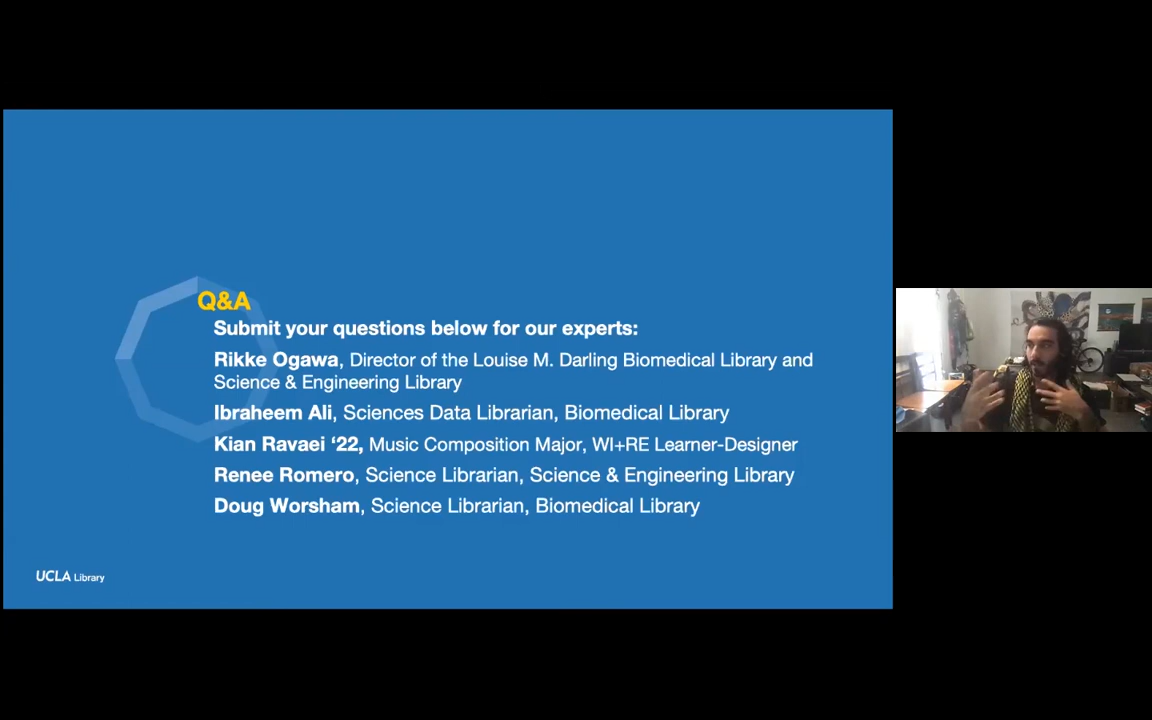 Q&A
Submit your questions below for our experts:
Rikke Ogawa, Director of the Louise M. Darling Biomedical Library and
Science & Engineering Library
Ibraheem Ali, Sciences Data Librarian, Biomedical Library
Kian Ravaei ‘22, Music Composition Major, WI+RE Learner-Designer
Renee Romero, Science Librarian, Science & Engineering Library
Doug Worsham, Science Librarian, Biomedical Library
UCLA Library